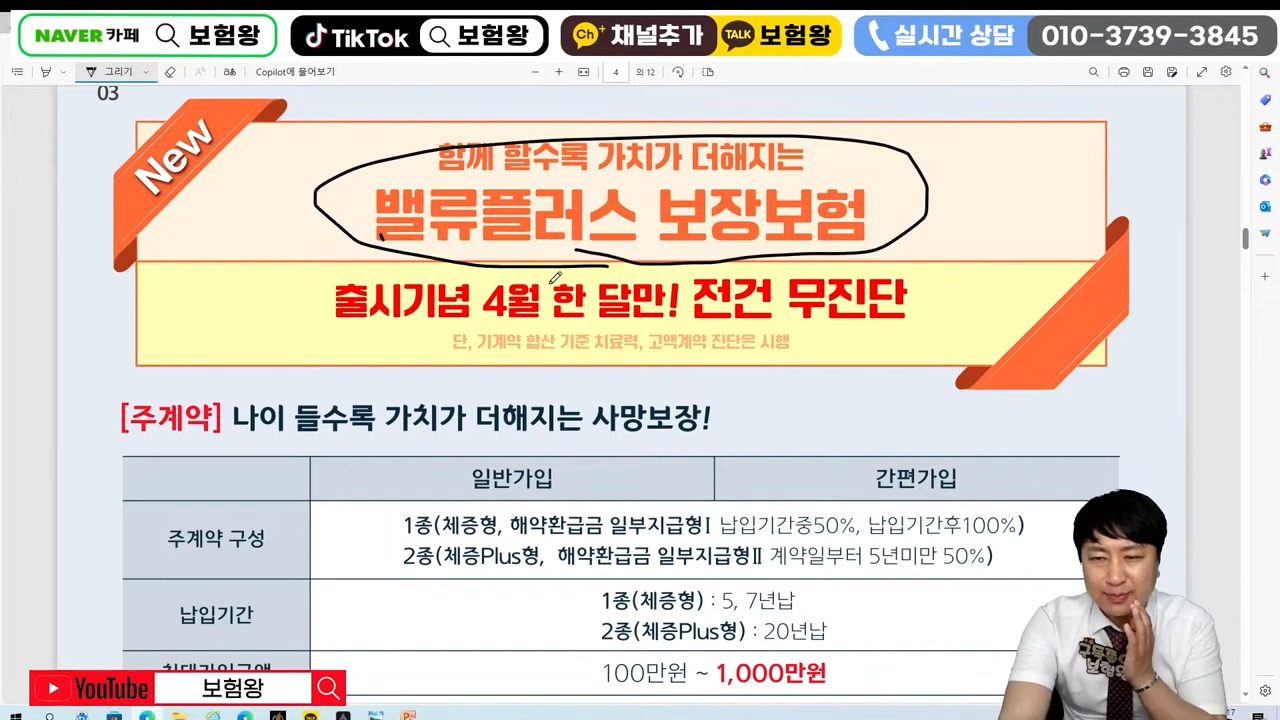 NAVER 카페 보험왕
TikTok 보험왕
Ch+ 채널추가 TALK 보험왕
실시간 상담 010-3739-3845
그리기 aあ Copilot에 물어보기
4 의 12
03
New
함께 할수록 가치가 더해지는
밸류플러스 보장보험
출시기념 4월 한 달만! 전건 무진단
단, 기계약 합산 기준 치료력, 고액계약 진단은 시행
[주계약] 나이 들수록 가치가 더해지는 사망보장!
일반가입 간편가입
주계약 구성
1종(체증형, 해약환급금 일부지급형Ⅰ 납입기간중50%, 납입기간후100%)
2종(체증Plus형, 해약환급금 일부지급형Ⅱ 계약일부터 5년미만 50%)
납입기간
1종(체증형) : 5, 7년납
2종(체증Plus형) : 20년납
100만원 ~ 1,000만원
YouTube 보험왕